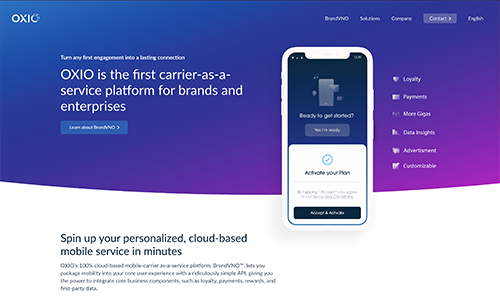 OXIO
BrandVNO Solutions Company Contact > English
Turn any first engagement into a lasting connection
OXIO is the first carrier-as-a-
service platform for brands and
enterprises
Learn about BrandVNO >
Ready to get started?
Yes I'm ready
Activate your Plan
By tapping "Accept" you agree
to our Terms and Conditions.
Accept & Activate
Loyalty
Payments
More Gigas
Data Insights
Advertisment
Customizable
Spin up your personalized, cloud-based
mobile service in minutes
OXIO's 100% cloud-based mobile-carrier as-a-service platform, BrandVNO™, lets you
package mobility into your core user experience with a ridiculously simple API, giving you
the power to integrate core business components, such as loyalty, payments, rewards, and
first-party data.